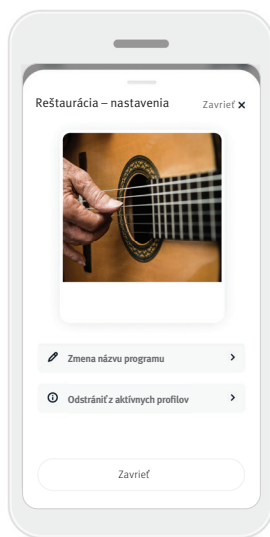 Reštaurácia – nastavenia Zavrieť ×
Zmena názvu programu
Odstrániť z aktívnych profilov
Zavrieť